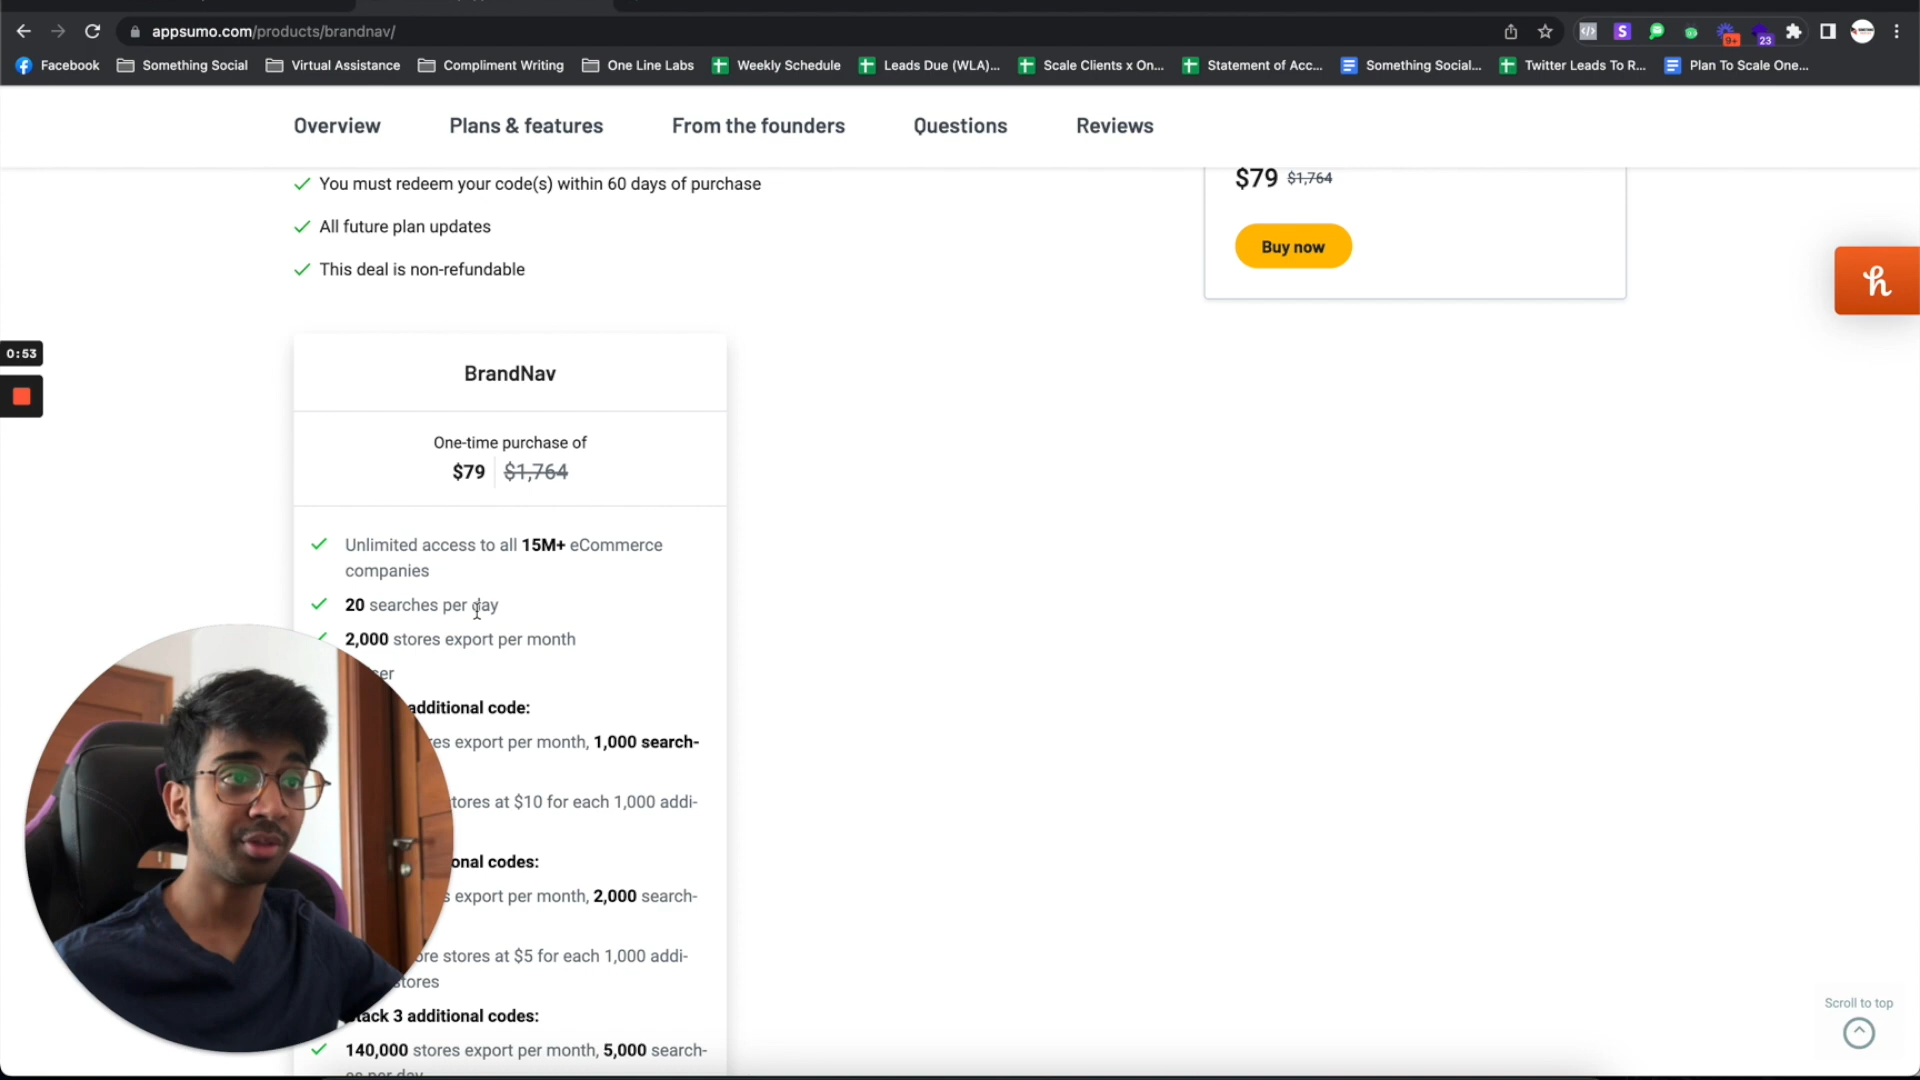 appsumo.com/products/brandnav/
9+
23
Facebook
Something Social
Virtual Assistance
Compliment Writing
One Line Labs
Weekly Schedule
Leads Due (WLA)...
Scale Clients x On...
Statement of Acc...
Something Social...
Twitter Leads To R...
Plan To Scale One...
Overview
Plans & features
From the founders
Questions
Reviews
You must redeem your code(s) within 60 days of purchase
All future plan updates
This deal is non-refundable
$79 $1,764
Buy now
h
0:53
BrandNav
One-time purchase of
$79 $1,764
Unlimited access to all 15M+ eCommerce
companies
20 searches per day
2,000 stores export per month
additional code:
export per month, 1,000 search-
at $10 for each 1,000 addi-
codes:
export per month, 2,000 search-
stores at $5 for each 1,000 addi-
stores
3 additional codes:
140,000 stores export per month, 5,000 search-
es per day
Scroll to top